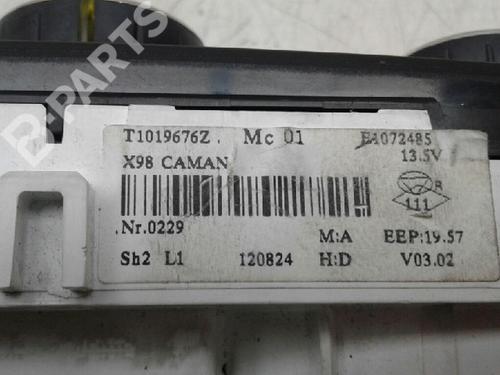 T1019676Z. Mc 01 E1072485
X98 CAMAN 13.5V
R
111
Nr.0229
M:A EEP:19.57
Sh2 L1 120824 H:D V03.02
B-PARTS